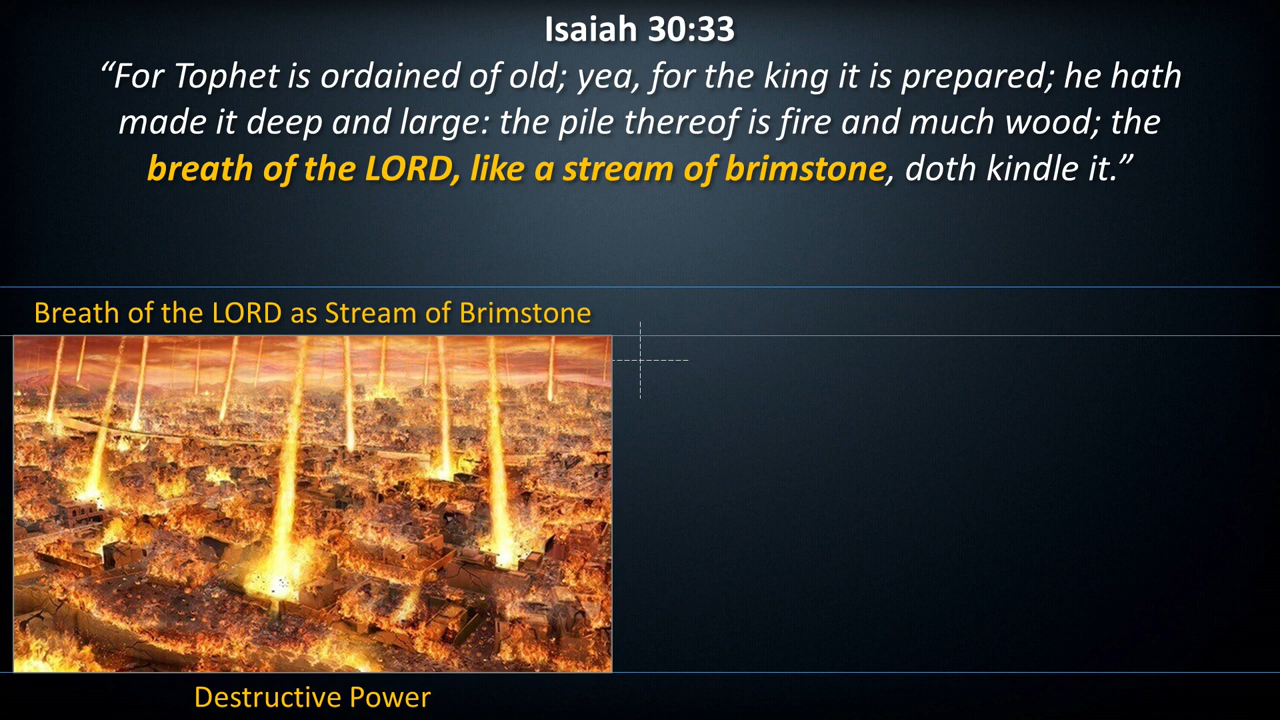 Isaiah 30:33
“For Tophet is ordained of old; yea, for the king it is prepared; he hath
made it deep and large: the pile thereof is fire and much wood; the
breath of the LORD, like a stream of brimstone, doth kindle it.”
Breath of the LORD as Stream of Brimstone
Destructive Power